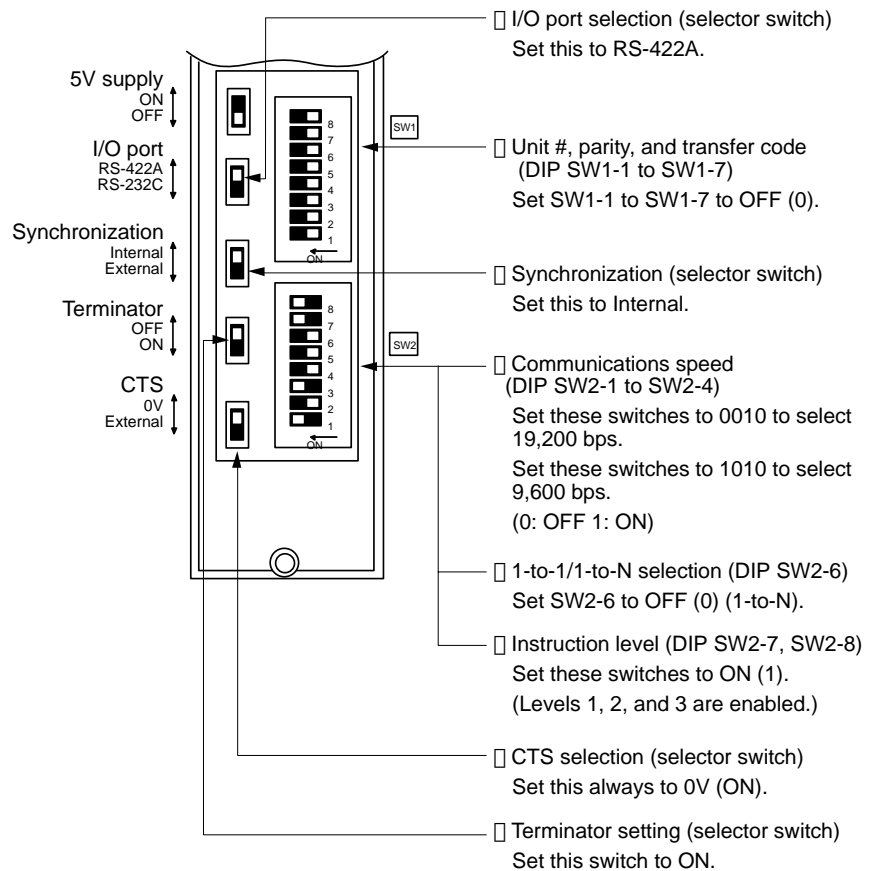 5V supply
ON
OFF
I/O port
RS-422A
RS-232C
Synchronization
Internal
External
Terminator
OFF
ON
CTS
0V
External
8
7
6
5
4
3
2
1
ON
SW1
8
7
6
5
4
3
2
1
ON
SW2
I/O port selection (selector switch)
Set this to RS-422A.
Unit #, parity, and transfer code
(DIP SW1-1 to SW1-7)
Set SW1-1 to SW1-7 to OFF (0).
Synchronization (selector switch)
Set this to Internal.
Communications speed
(DIP SW2-1 to SW2-4)
Set these switches to 0010 to select
19,200 bps.
Set these switches to 1010 to select
9,600 bps.
(0: OFF 1: ON)
1-to-1/1-to-N selection (DIP SW2-6)
Set SW2-6 to OFF (0) (1-to-N).
Instruction level (DIP SW2-7, SW2-8)
Set these switches to ON (1).
(Levels 1, 2, and 3 are enabled.)
CTS selection (selector switch)
Set this always to 0V (ON).
Terminator setting (selector switch)
Set this switch to ON.